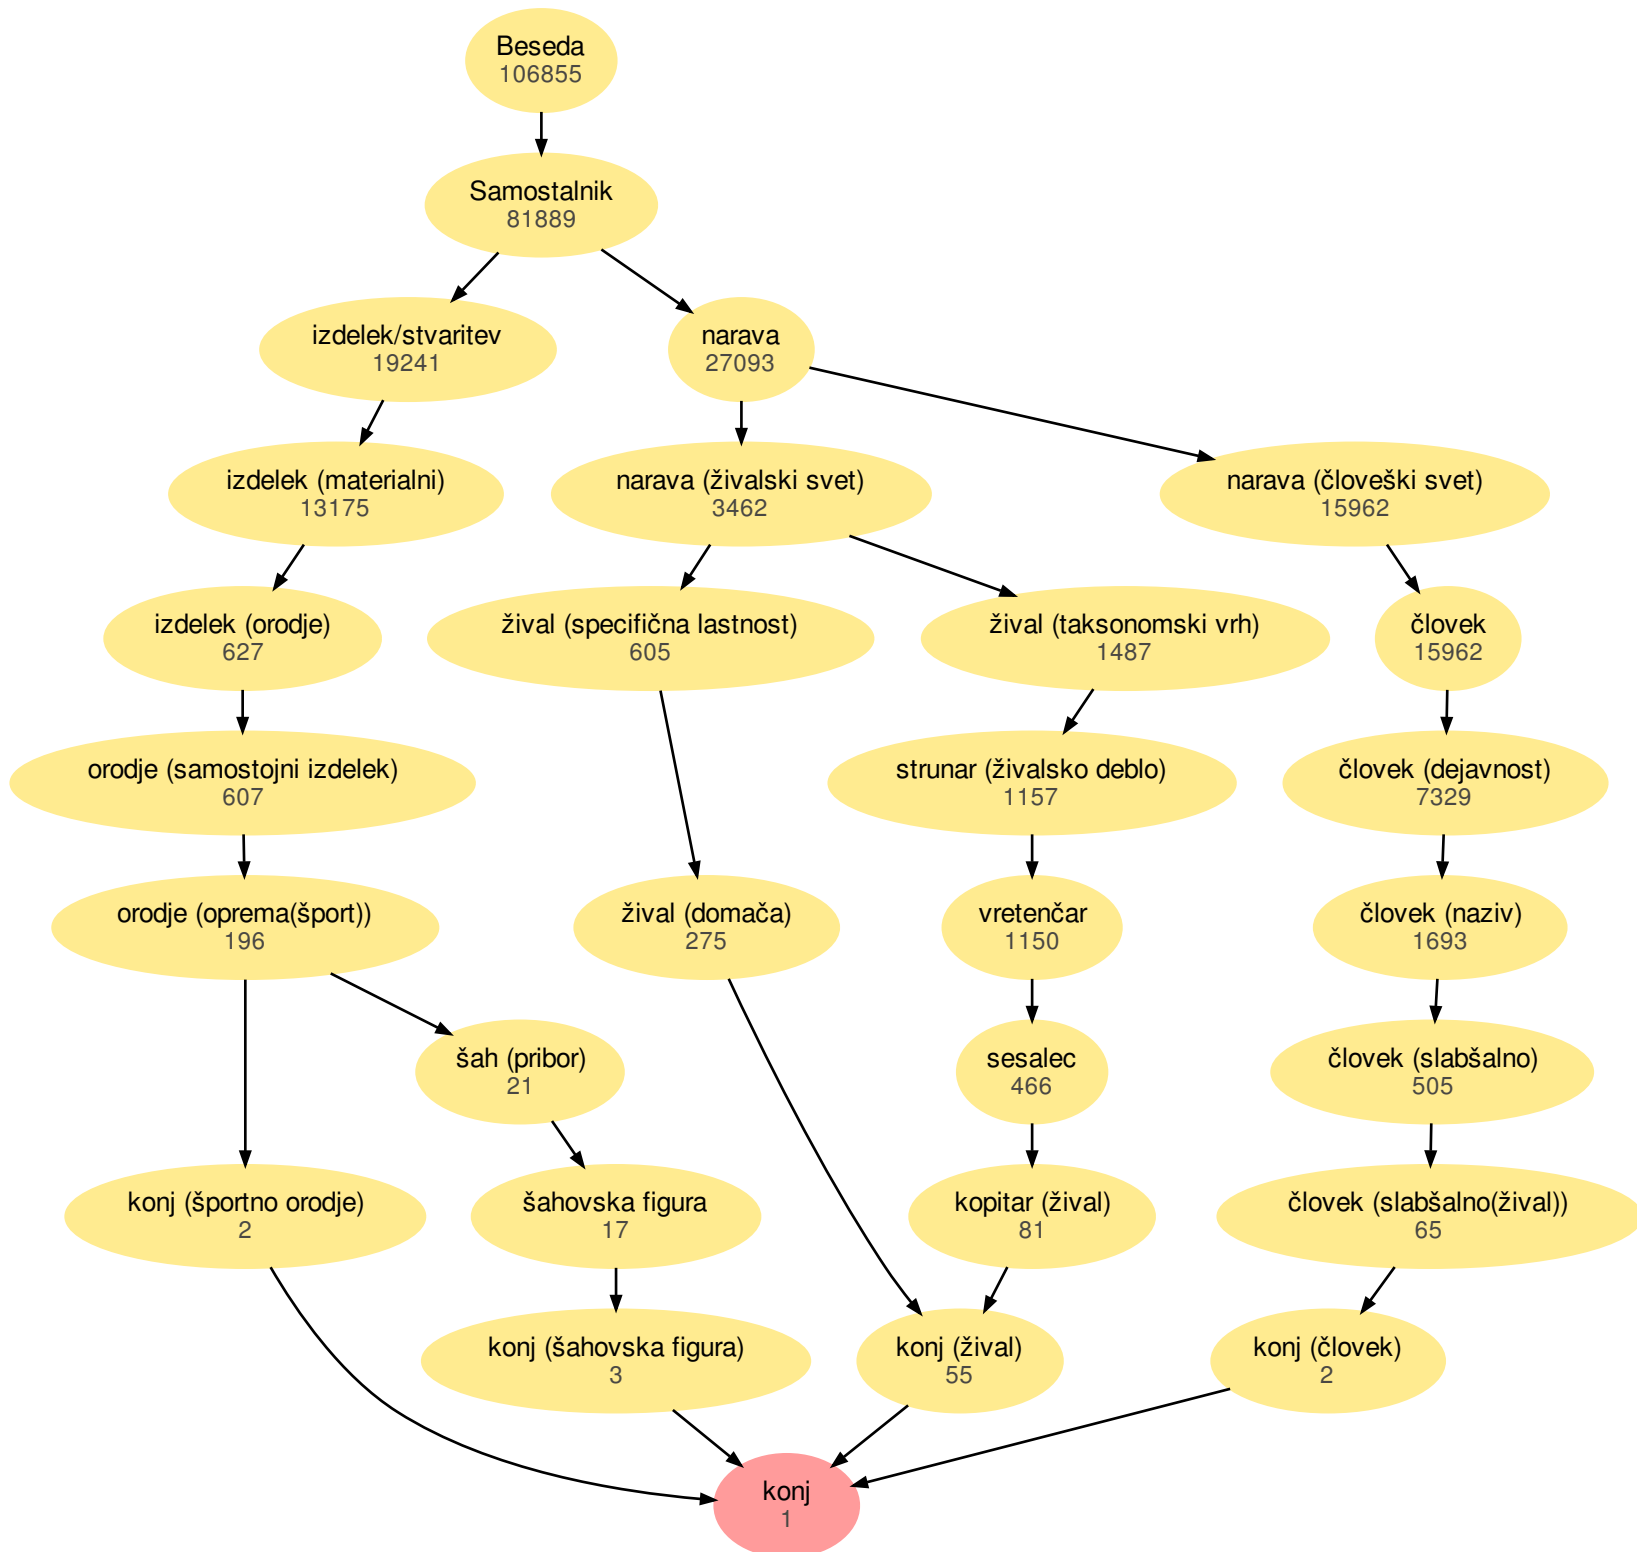 Beseda
106855
Samostalnik
81889
izdelek/stvaritev
19241
narava
27093
izdelek (materialni)
13175
narava (živalski svet)
3462
narava (človeški svet)
15962
izdelek (orodje)
627
žival (specifična lastnost)
605
žival (taksonomski vrh)
1487
človek
15962
orodje (samostojni izdelek)
607
strunar (živalsko deblo)
1157
človek (dejavnost)
7329
orodje (oprema(šport))
196
žival (domača)
275
vretenčar
1150
človek (naziv)
1693
šah (pribor)
21
sesalec
466
človek (slabšalno)
505
konj (športno orodje)
2
šahovska figura
17
kopitar (žival)
81
človek (slabšalno(žival))
65
konj (šahovska figura)
3
konj (žival)
55
konj (človek)
2
konj
1